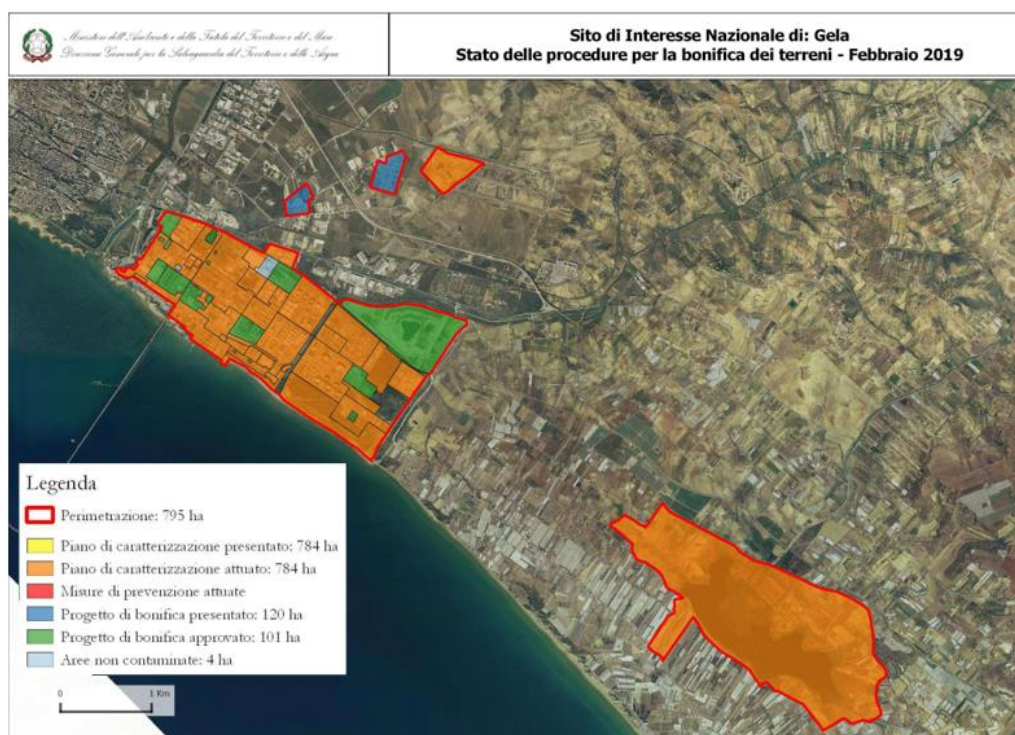 Ministero dell'Ambiente e della Tutela del Territorio e del Mare
Direzione Generale per la Salvaguardia del Territorio e delle Acque
Sito di Interesse Nazionale di: Gela
Stato delle procedure per la bonifica dei terreni - Febbraio 2019
Legenda
Perimetrazione: 795 ha
Piano di caratterizzazione presentato: 784 ha
Piano di caratterizzazione attuato: 784 ha
Misure di prevenzione attuate
Progetto di bonifica presentato: 120 ha
Progetto di bonifica approvato: 101 ha
Aree non contaminate: 4 ha
0 1 Km